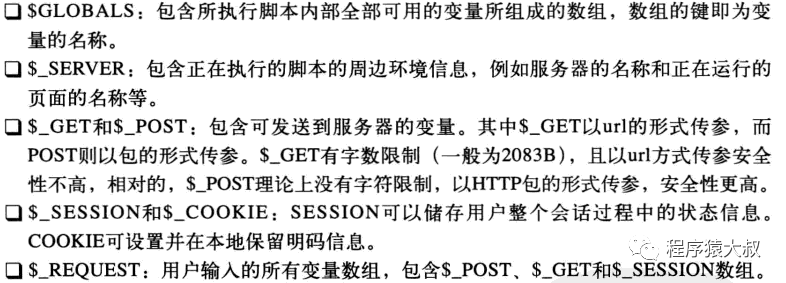 ❑ $GLOBALS：包含所执行脚本内部全部可用的变量所组成的数组，数组的键即为变
量的名称。
❑ $_SERVER：包含正在执行的脚本的周边环境信息，例如服务器的名称和正在运行的
页面的名称等。
❑ $_GET和$_POST：包含可发送到服务器的变量。其中$_GET以url的形式传参，而
POST则以包的形式传参。$_GET有字数限制（一般为2083B），且以url方式传参安全
性不高，相对的，$_POST理论上没有字符限制，以HTTP包的形式传参，安全性更高。
❑ $_SESSION和$_COOKIE：SESSION可以储存用户整个会话过程中的状态信息。
COOKIE可设置并在本地保留明码信息。
程序猿大叔
❑ $_REQUEST：用户输入的所有变量数组，包含$_POST、$_GET和$_SESSION数组。